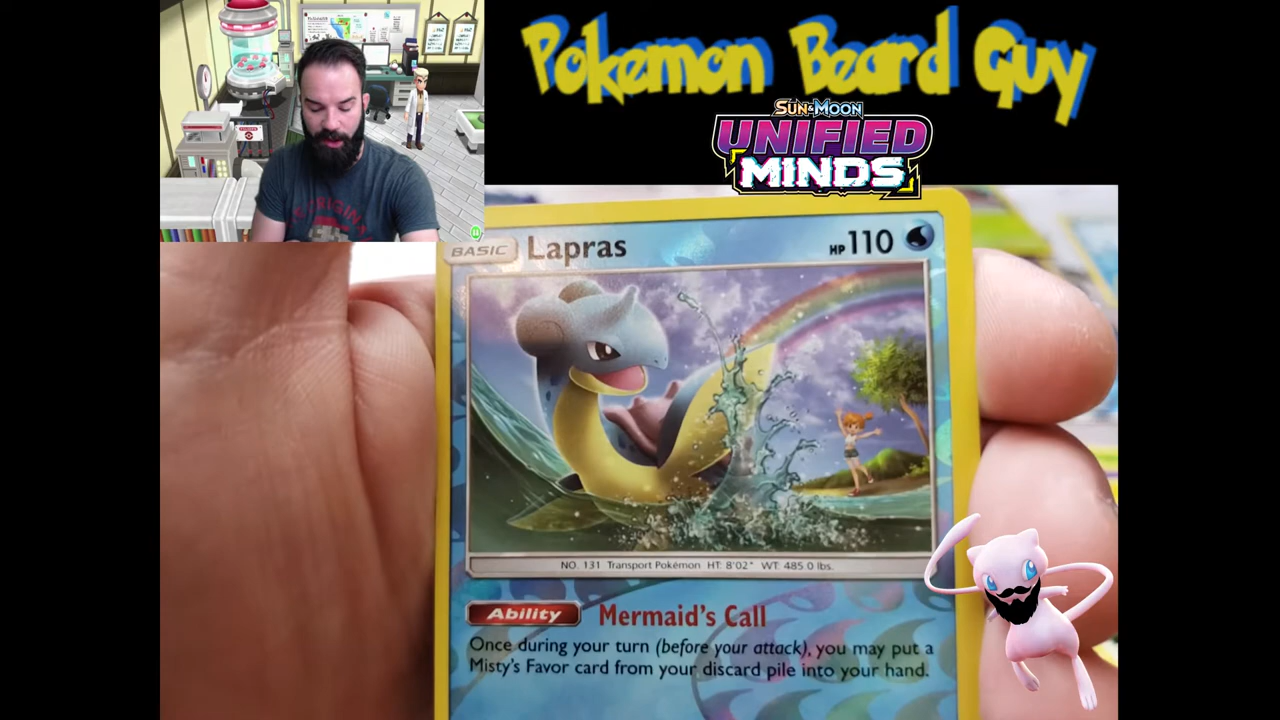 Pokemon Beard Guy
SUN & MOON
UNIFIED
MINDS
BASIC Lapras HP 110
NO. 131 Transport Pokémon HT: 8'02" WT: 485.0 lbs.
Ability Mermaid's Call
Once during your turn (before your attack), you may put a
Misty's Favor card from your discard pile into your hand.